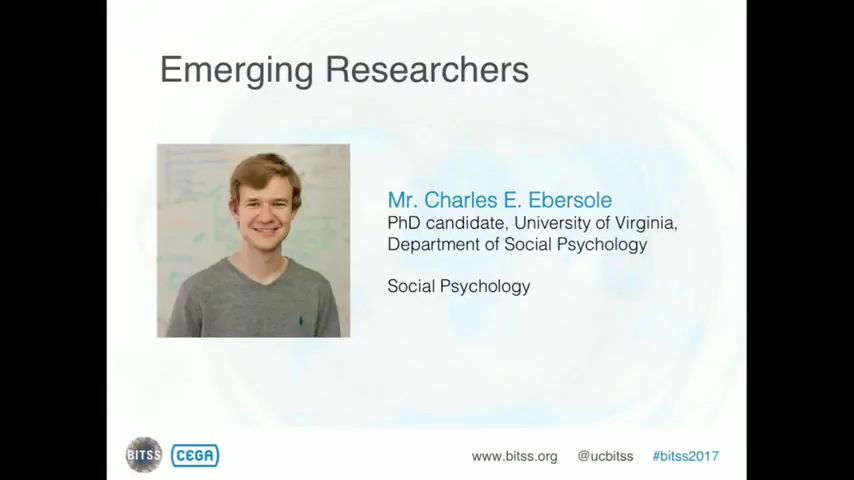 Emerging Researchers
Mr. Charles E. Ebersole
PhD candidate, University of Virginia,
Department of Social Psychology
Social Psychology
BITSS CEGA www.bitss.org @ucbitss #bitss2017